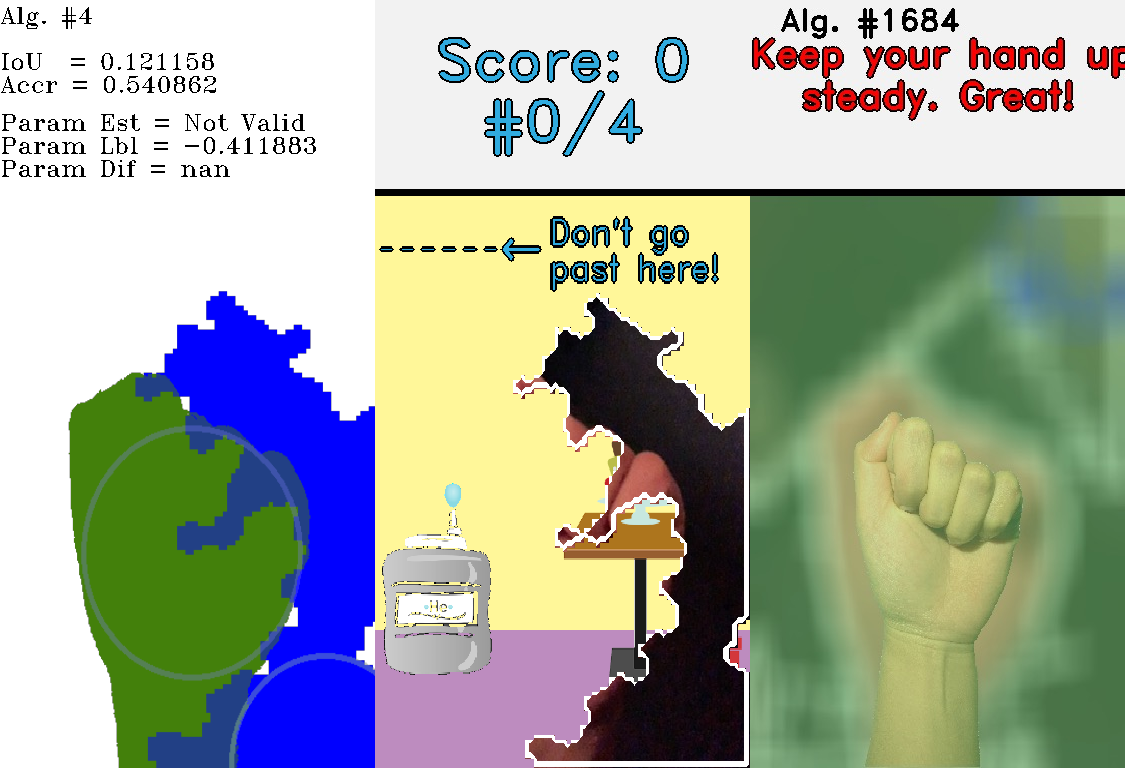 Alg. #4
IoU = 0.121158
Accr = 0.540862
Param Est = Not Valid
Param Lbl = −0.411883
Param Dif = nan
Score: 0
#0/4
Alg. #1684
Keep your hand up
steady. Great!
Don't go
past here!